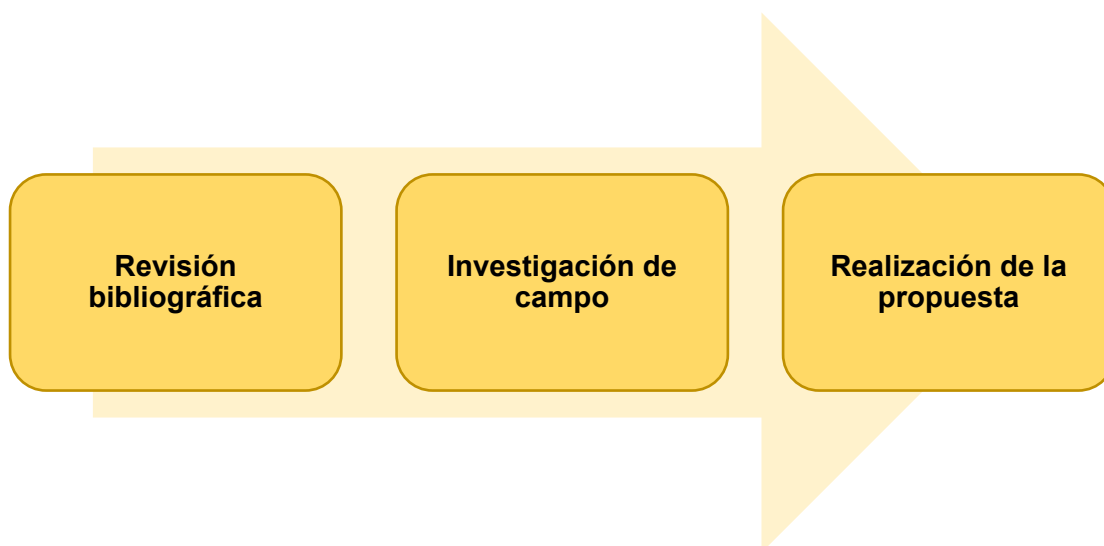 Revisión
bibliográfica
Investigación de
campo
Realización de la
propuesta